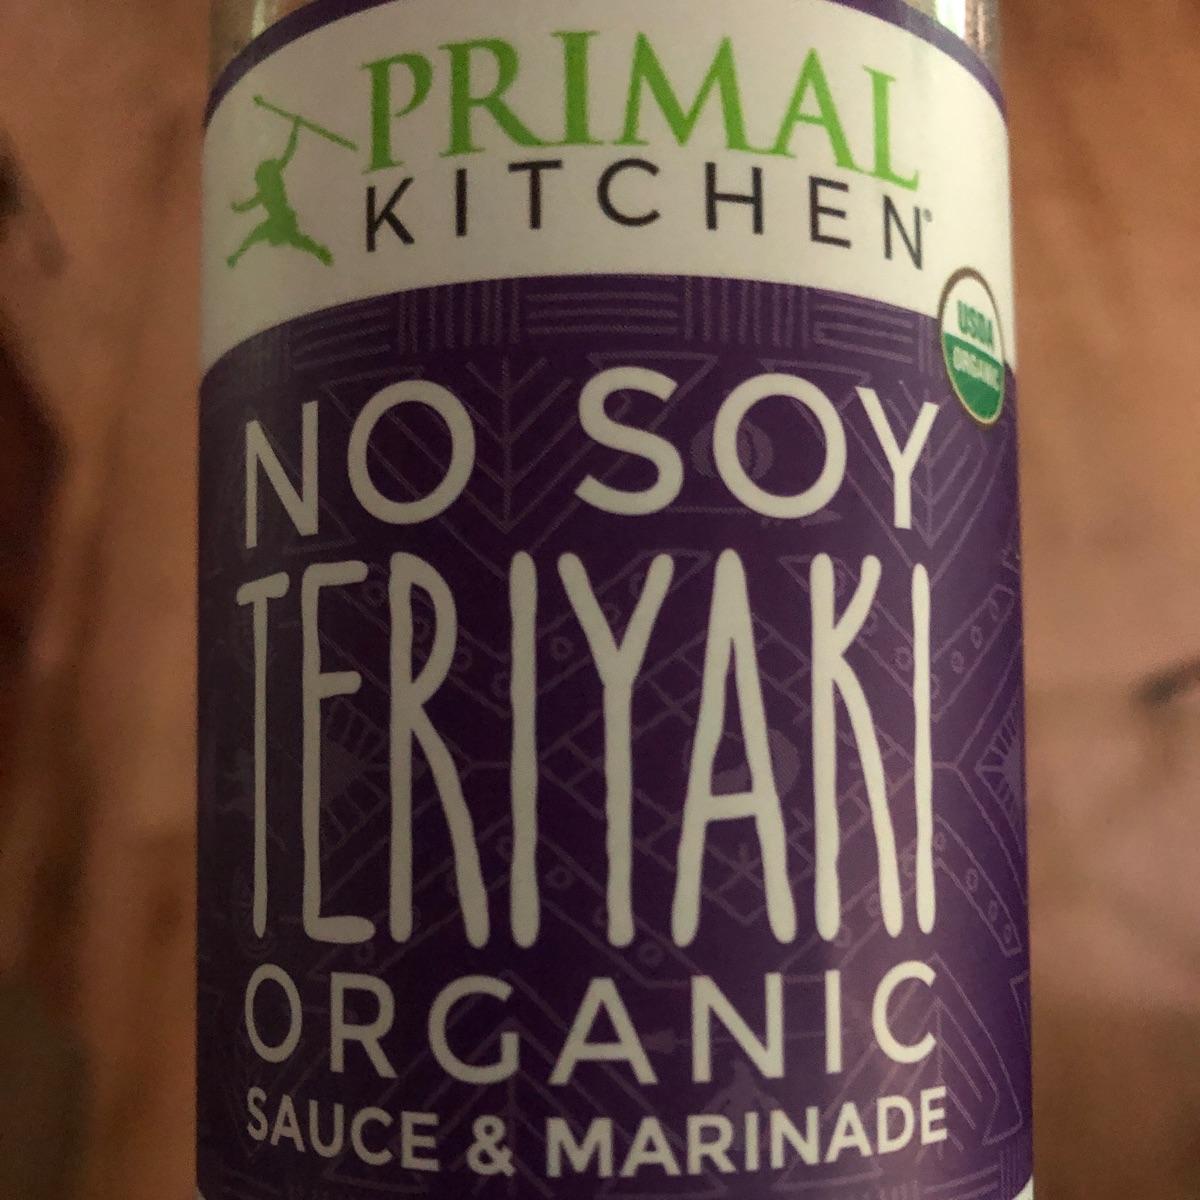 PRIMAL
KITCHEN®
USDA
ORGANIC
NO SOY
TERIYAKI
ORGANIC
SAUCE & MARINADE